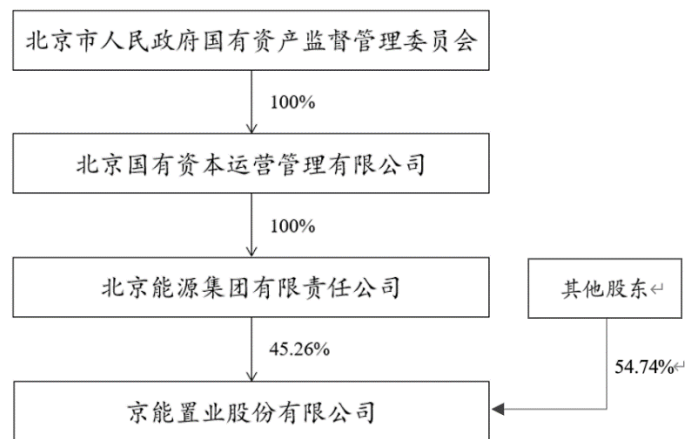 北京市人民政府国有资产监督管理委员会
100%
北京国有资本运营管理有限公司
100%
北京能源集团有限责任公司
其他股东
45.26%
54.74%
京能置业股份有限公司